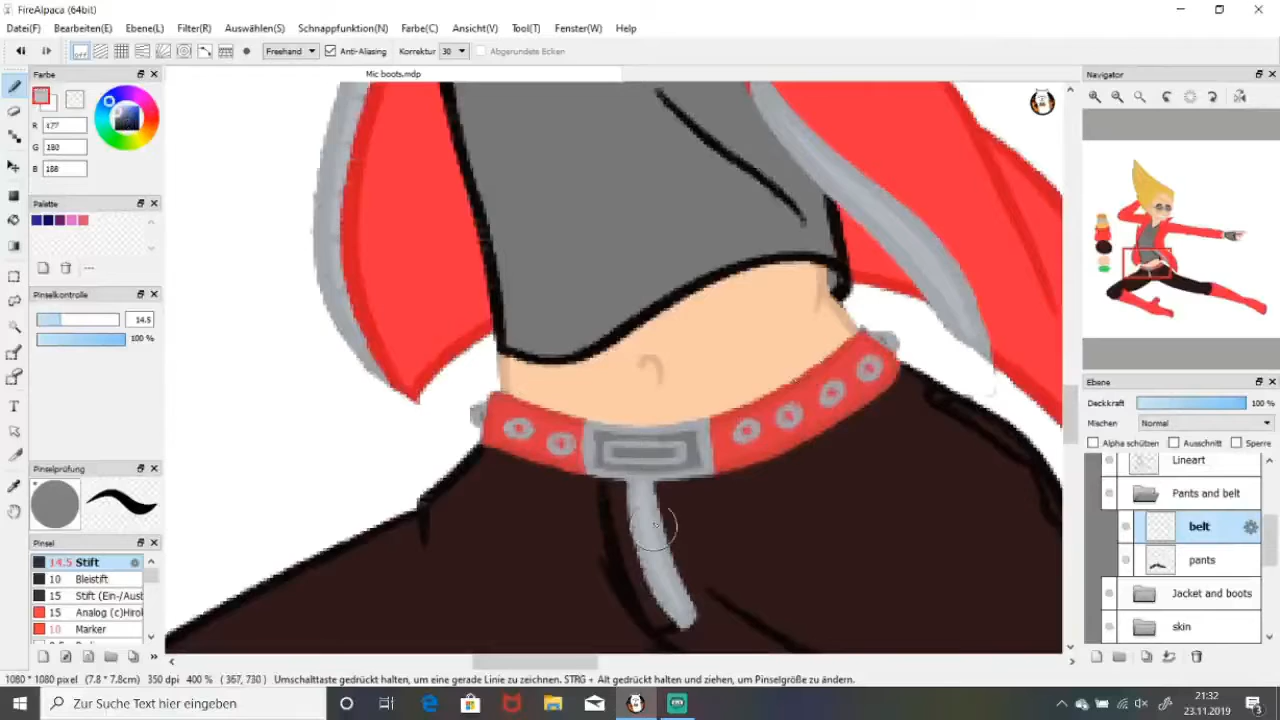 FireAlpaca (64bit)
Datei(F) Bearbeiten(E) Ebene(L) Filter(R) Auswählen(S) Schnappfunktion(N) Farbe(C) Ansicht(V) Tool(T) Fenster(W) Help
off Freehand Anti-Aliasing Korrektur 30 Abgerundete Ecken
Farbe
Mic boots.mdp
Navigator
R
G 180
B 188
Palette
Pinselkontrolle
14.5
100 %
Ebene
Deckkraft 100 %
Mischen Normal
Alpha schützen Ausschnitt Sperre
Lineart
Pants and belt
belt
pants
Jacket and boots
skin
Pinselprüfung
Pinsel
14.5 Stift
10 Bleistift
15 Stift (Ein-/Aust
15 Analog (c)Hirol
10 Marker
1080 * 1080 pixel (7.8 * 7.8cm) 350 dpi 400 % ( 367, 730 ) Umschalttaste gedrückt halten, um eine gerade Linie zu zeichnen. STRG + Alt gedrückt halten und ziehen, um Pinselgröße zu ändern.
Zur Suche Text hier eingeben
21:32
23.11.2019
3